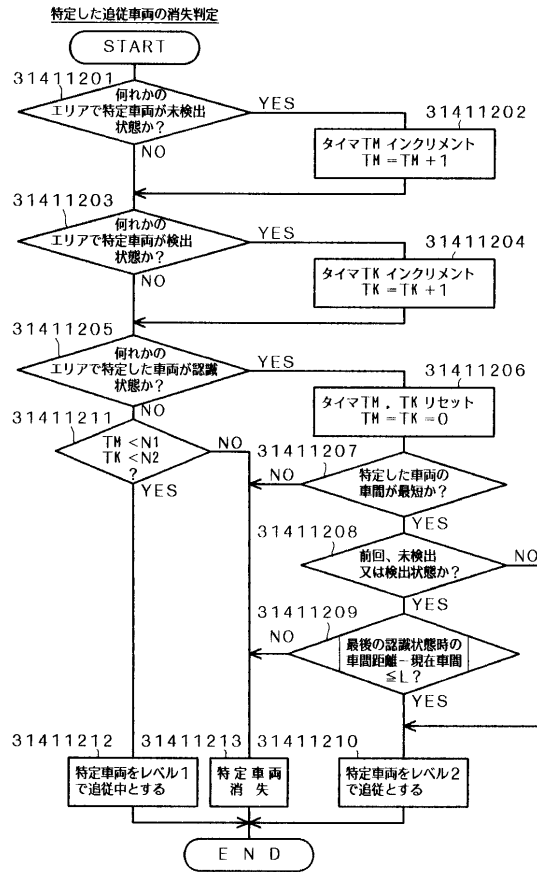 特定した追従車両の消失判定
START
31411201
何れかの
エリアで特定車両が未検出
状態か?
YES
NO
31411202
タイマTM インクリメント
TM=TM+1
31411203
何れかの
エリアで特定車両が検出
状態か?
YES
NO
31411204
タイマTK インクリメント
TK=TK+1
31411205
何れかの
エリアで特定した車両が認識
状態か?
YES
NO
31411206
タイマTM , TK リセット
TM=TK=0
31411211
TM<N1
TK<N2
?
NO
YES
31411207
特定した車両の
車間が最短か?
NO
YES
31411208
前回、未検出
又は検出状態か?
NO
YES
31411209
最後の認識状態時の
車間距離-現在車間
≦L?
NO
YES
31411212
特定車両をレベル1
で追従中とする
31411213
特定車両
消失
31411210
特定車両をレベル2
で追従とする
END